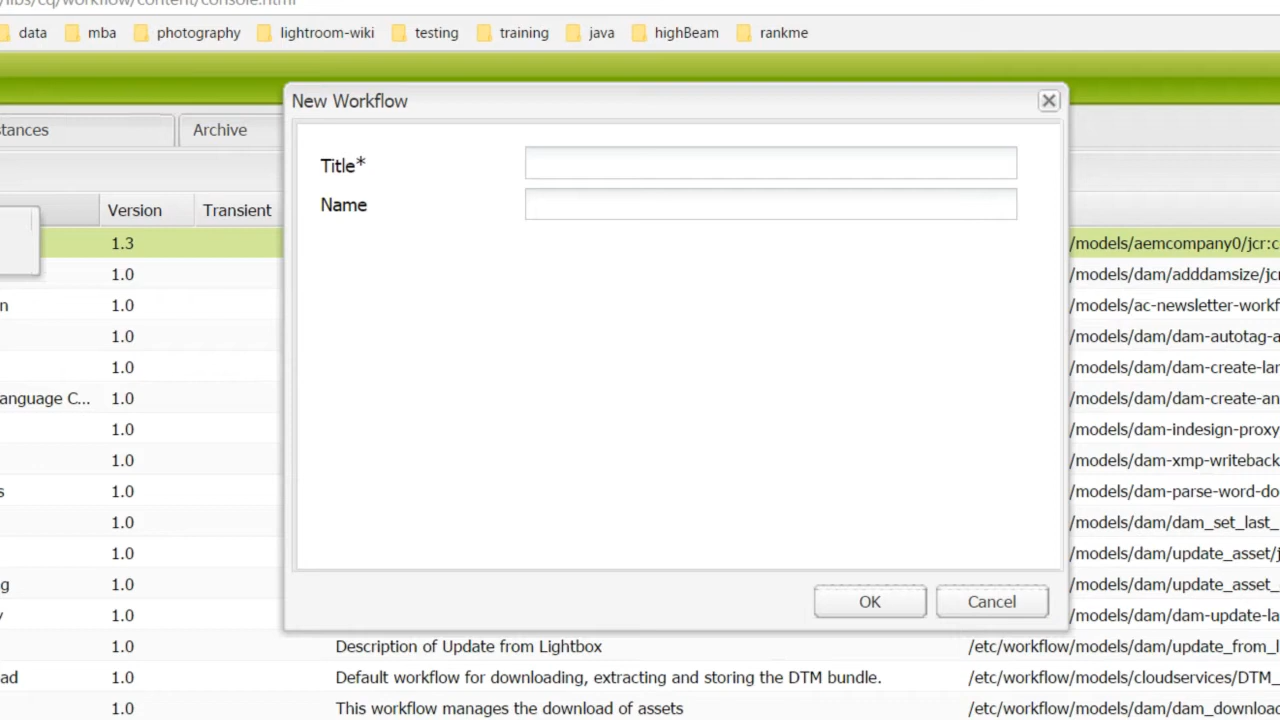 /libs/cq/workflow/content/console.html
data mba photography lightroom-wiki testing training java highBeam rankme
New Workflow
tances Archive
Title*
Name
Version Transient
1.3 /models/aemcompany0/jcr:c
1.0 /models/dam/adddamsize/jcr
n 1.0 /models/ac-newsletter-workf
1.0 /models/dam/dam-autotag-a
1.0 /models/dam/dam-create-lan
anguage C... 1.0 /models/dam/dam-create-an
1.0 /models/dam-indesign-proxy
1.0 /models/dam-xmp-writeback
s 1.0 /models/dam-parse-word-do
1.0 /models/dam/dam_set_last_
1.0 /models/dam/update_asset/j
g 1.0 /models/dam/update_asset_
y 1.0 /models/dam/dam-update-la
OK Cancel
1.0 Description of Update from Lightbox /etc/workflow/models/dam/update_from_l
ad 1.0 Default workflow for downloading, extracting and storing the DTM bundle. /etc/workflow/models/cloudservices/DTM_
1.0 This workflow manages the download of assets /etc/workflow/models/dam/dam_downloac